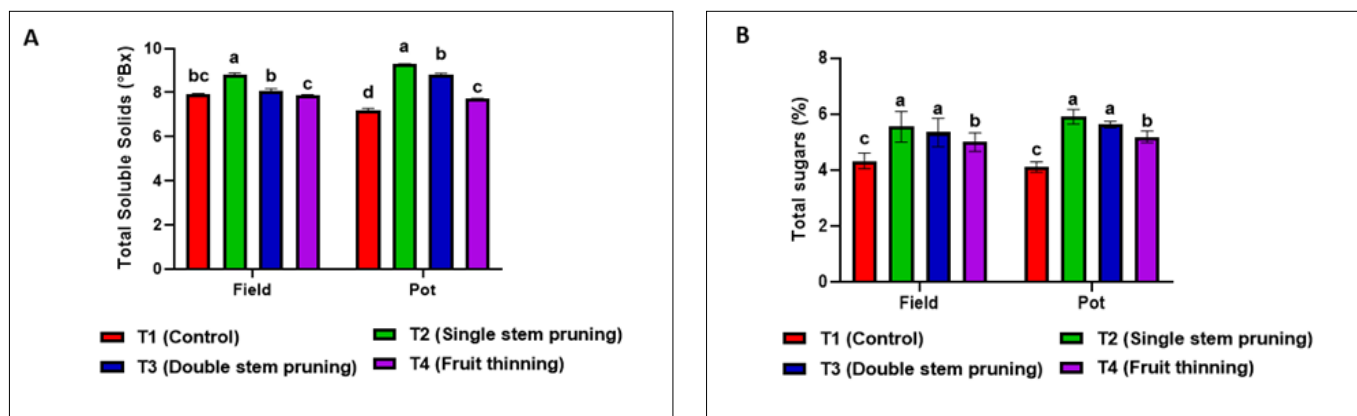 A
Total Soluble Solids (°Bx)
10
8
6
4
2
0
bc
a
b
c
d
a
b
c
Field
Pot
T1 (Control)
T2 (Single stem pruning)
T3 (Double stem pruning)
T4 (Fruit thinning)
B
Total sugars (%)
8
6
4
2
0
c
a
a
b
c
a
a
b
Field
Pot
T1 (Control)
T2 (Single stem pruning)
T3 (Double stem pruning)
T4 (Fruit thinning)